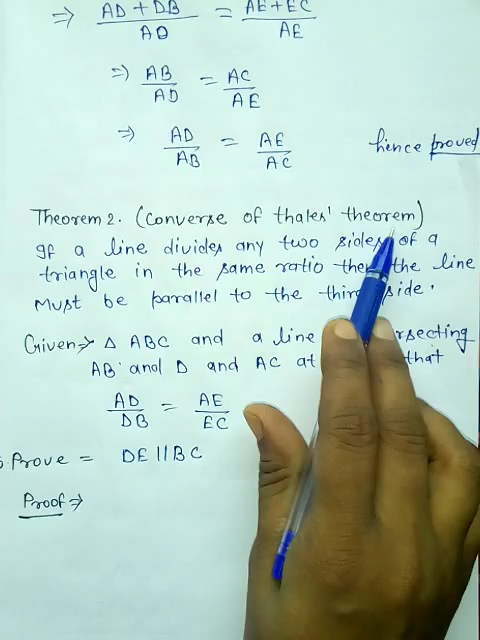 ⇒ AD + DB / AD = AE + EC / AE
⇒ AB / AD = AC / AE
⇒ AD / AB = AE / AC hence proved
Theorem 2. (Converse of thales' theorem)
If a line divides any two sides of a
triangle in the same ratio then the line
Must be parallel to the third side.
Given ⇒ △ ABC and a line
AB and D and AC at that
AD / DB = AE / EC
Prove = DE || BC
Proof ⇒